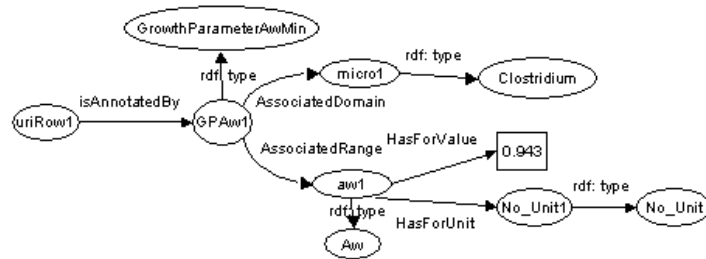 GrowthParameterAwMin
rdf: type
rdf: type
micro1
Clostridium
isAnnotatedBy
AssociatedDomain
uriRow1
GPAw1
AssociatedRange
HasForValue
0.943
aw1
rdf: type
rdf: type
HasForUnit
No_Unit1
No_Unit
Aw